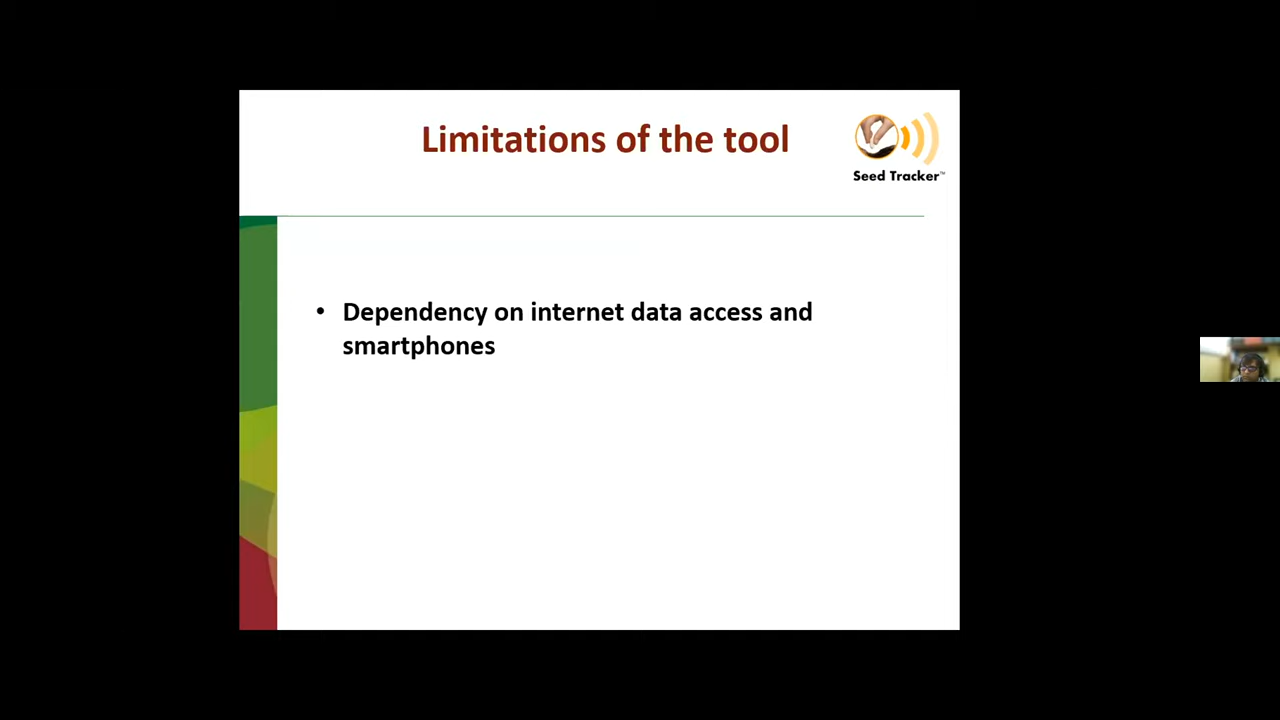 Limitations of the tool
Seed Tracker™
• Dependency on internet data access and
smartphones